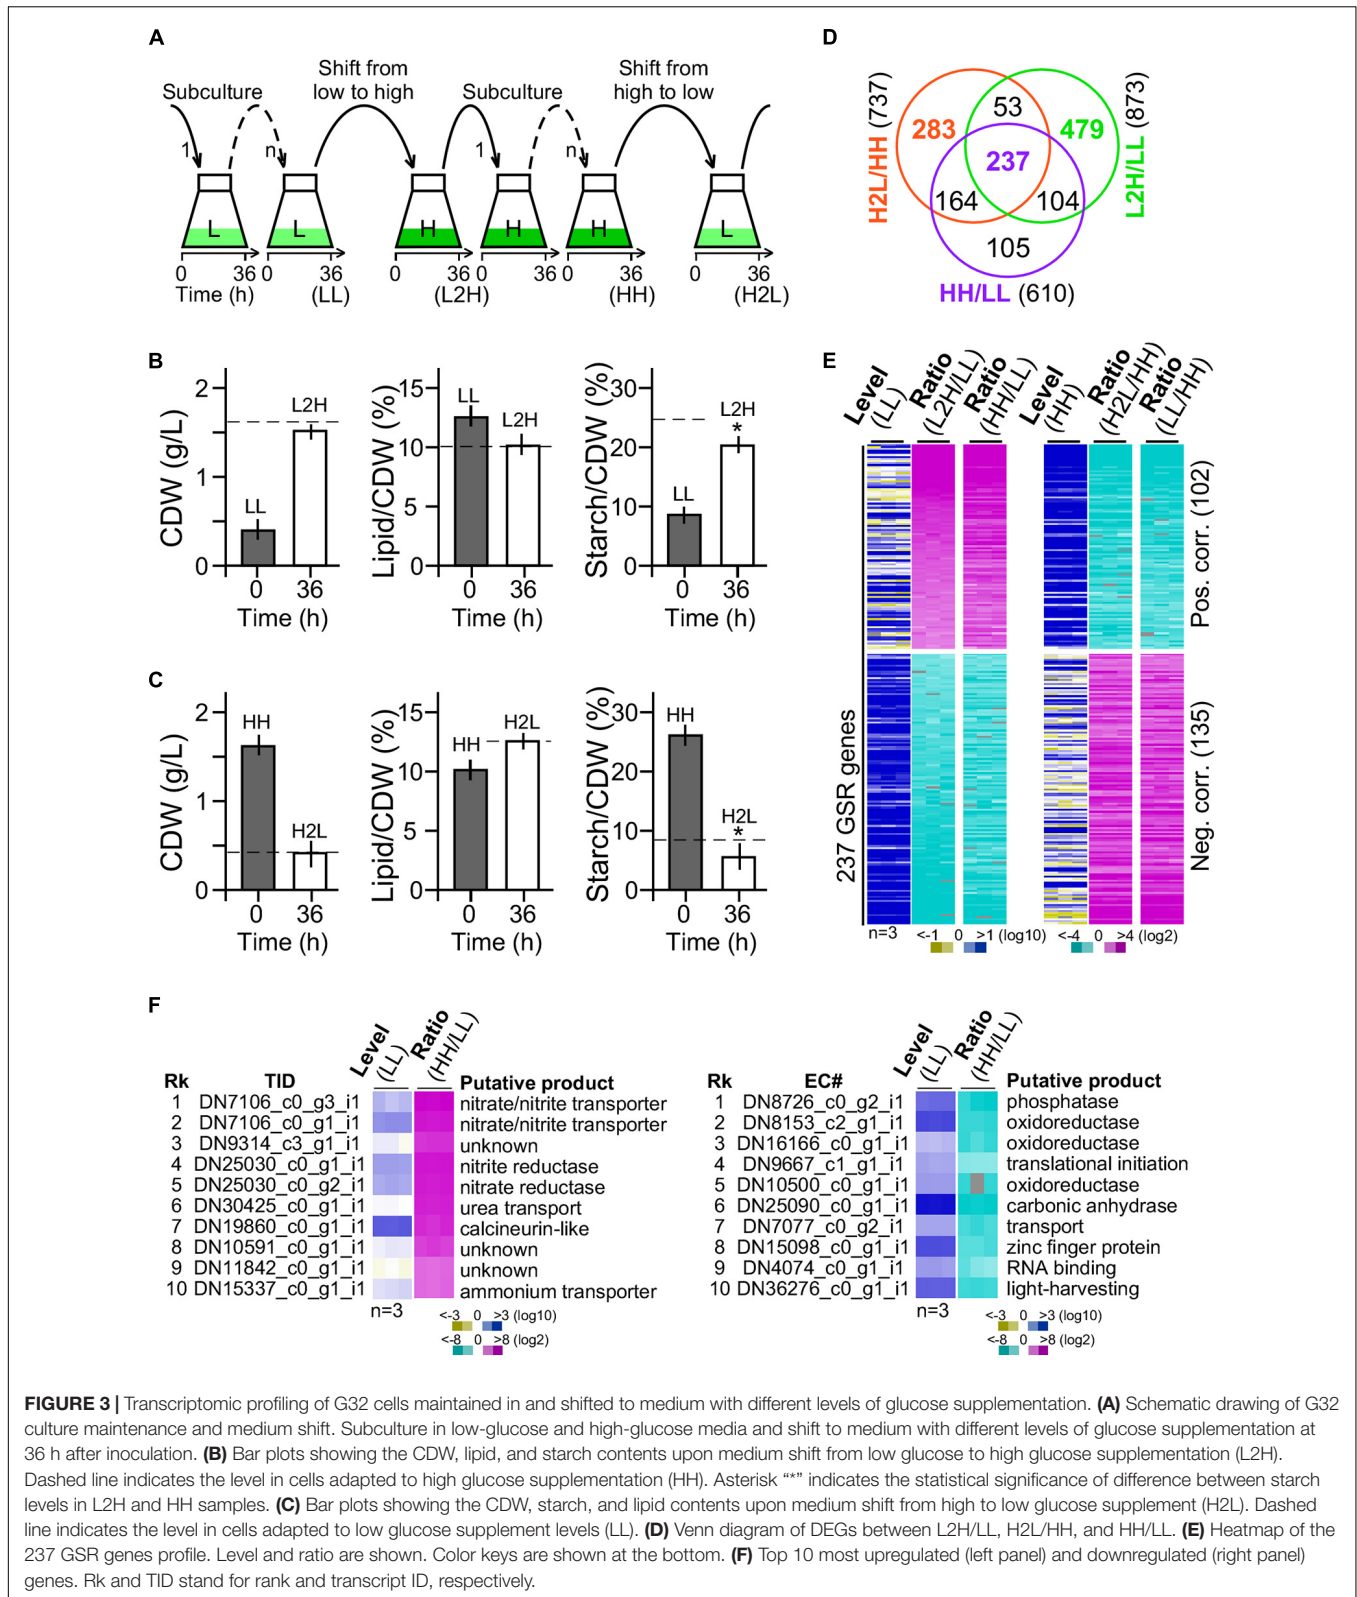 A
Subculture
Shift from
low to high
Subculture
Shift from
high to low
1
n
1
n
L
L
H
H
H
L
0 36
0 36
0 36
0 36
0 36
0 36
Time (h)
(LL)
(L2H)
(HH)
(H2L)
D
H2L/HH (737)
L2H/LL (873)
283
53
479
237
164
104
105
HH/LL (610)
B
CDW (g/L)
2
1
0
LL
L2H
0 36
Time (h)
Lipid/CDW (%)
15
10
5
0
LL
L2H
0 36
Time (h)
Starch/CDW (%)
30
20
10
0
LL
L2H
*
0 36
Time (h)
C
CDW (g/L)
2
1
0
HH
H2L
0 36
Time (h)
Lipid/CDW (%)
15
10
5
0
HH
H2L
0 36
Time (h)
Starch/CDW (%)
30
20
10
0
HH
H2L
*
0 36
Time (h)
E
Level
(LL)
Ratio
(L2H/LL)
Ratio
(HH/LL)
Level
(HH)
Ratio
(H2L/HH)
Ratio
(LL/HH)
237 GSR genes
Pos. corr. (102)
Neg. corr. (135)
n=3
<-1 0 >1 (log10)
<-4 0 >4 (log2)
F
Level
(LL)
Ratio
(HH/LL)
Rk TID Putative product
1 DN7106_c0_g3_i1 nitrate/nitrite transporter
2 DN7106_c0_g1_i1 nitrate/nitrite transporter
3 DN9314_c3_g1_i1 unknown
4 DN25030_c0_g1_i1 nitrite reductase
5 DN25030_c0_g2_i1 nitrate reductase
6 DN30425_c0_g1_i1 urea transport
7 DN19860_c0_g1_i1 calcineurin-like
8 DN10591_c0_g1_i1 unknown
9 DN11842_c0_g1_i1 unknown
10 DN15337_c0_g1_i1 ammonium transporter
n=3
<-3 0 >3 (log10)
<-8 0 >8 (log2)
Level
(LL)
Ratio
(HH/LL)
Rk EC# Putative product
1 DN8726_c0_g2_i1 phosphatase
2 DN8153_c2_g1_i1 oxidoreductase
3 DN16166_c0_g1_i1 oxidoreductase
4 DN9667_c1_g1_i1 translational initiation
5 DN10500_c0_g1_i1 oxidoreductase
6 DN25090_c0_g1_i1 carbonic anhydrase
7 DN7077_c0_g2_i1 transport
8 DN15098_c0_g1_i1 zinc finger protein
9 DN4074_c0_g1_i1 RNA binding
10 DN36276_c0_g1_i1 light-harvesting
n=3
<-3 0 >3 (log10)
<-8 0 >8 (log2)
FIGURE 3 | Transcriptomic profiling of G32 cells maintained in and shifted to medium with different levels of glucose supplementation. (A) Schematic drawing of G32
culture maintenance and medium shift. Subculture in low-glucose and high-glucose media and shift to medium with different levels of glucose supplementation at
36 h after inoculation. (B) Bar plots showing the CDW, lipid, and starch contents upon medium shift from low glucose to high glucose supplementation (L2H).
Dashed line indicates the level in cells adapted to high glucose supplementation (HH). Asterisk “*” indicates the statistical significance of difference between starch
levels in L2H and HH samples. (C) Bar plots showing the CDW, starch, and lipid contents upon medium shift from high to low glucose supplement (H2L). Dashed
line indicates the level in cells adapted to low glucose supplement levels (LL). (D) Venn diagram of DEGs between L2H/LL, H2L/HH, and HH/LL. (E) Heatmap of the
237 GSR genes profile. Level and ratio are shown. Color keys are shown at the bottom. (F) Top 10 most upregulated (left panel) and downregulated (right panel)
genes. Rk and TID stand for rank and transcript ID, respectively.